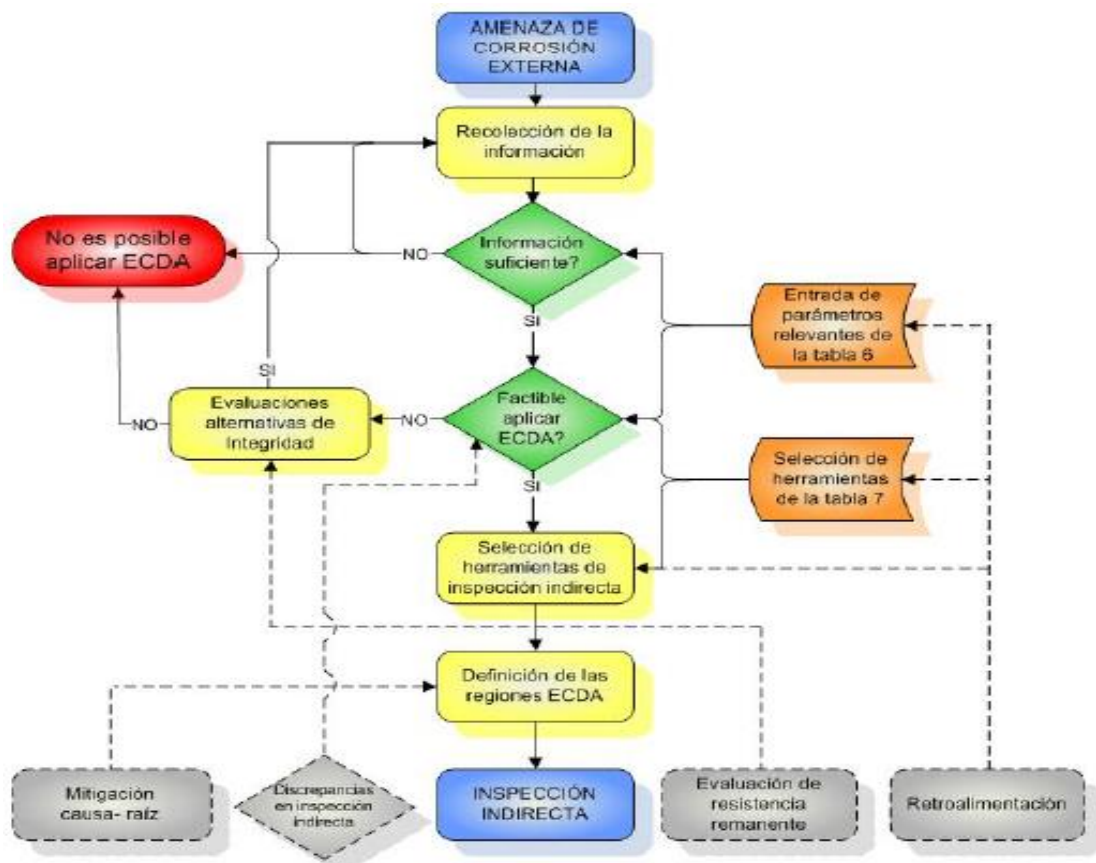 AMENAZA DE
CORROSIÓN
EXTERNA
Recolección de la
información
No es posible
aplicar ECDA
NO
Información
suficiente?
SI
Entrada de
parámetros
relevantes de
la tabla 6
SI
Evaluaciones
alternativas de
Integridad
NO
NO
Factible
aplicar
ECDA?
SI
Selección de
herramientas
de la tabla 7
Selección de
herramientas de
inspección indirecta
Definición de las
regiones ECDA
Mitigación
causa- raíz
Discrepancias
en inspección
indirecta
INSPECCIÓN
INDIRECTA
Evaluación de
resistencia
remanente
Retroalimentación